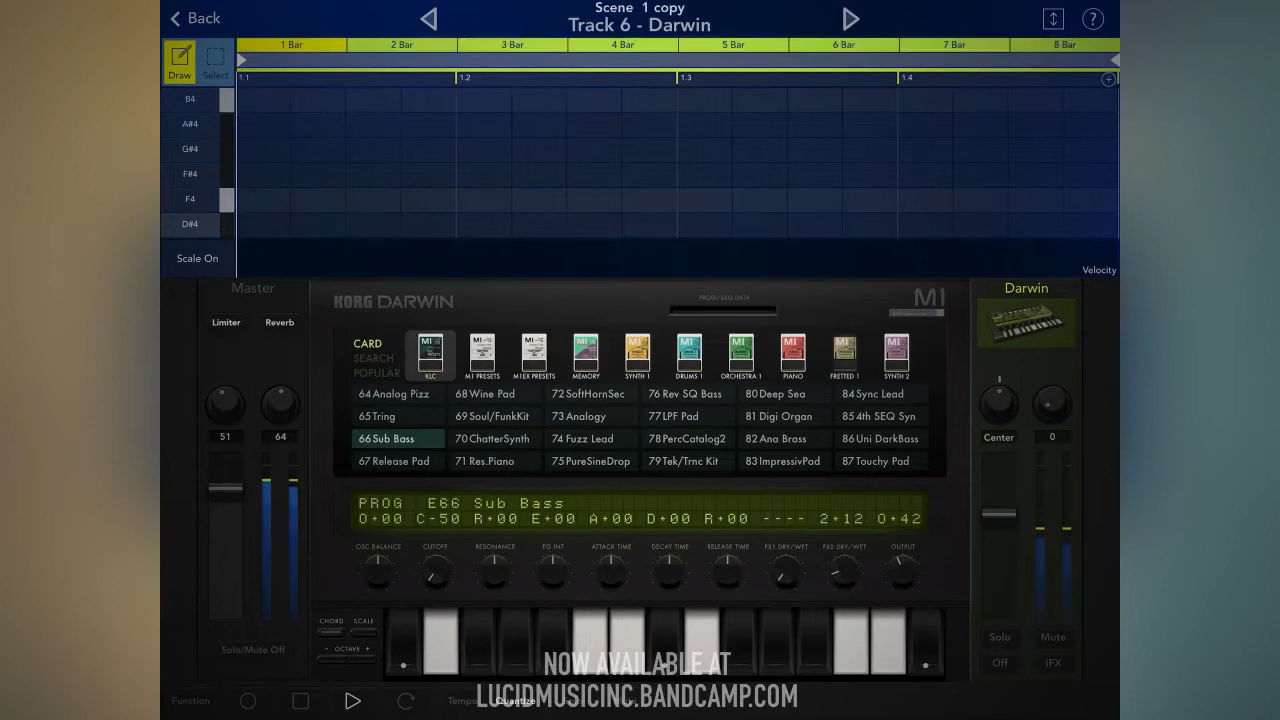 Back
Scene 1 copy
Track 6 - Darwin
?
1 Bar 2 Bar 3 Bar 4 Bar 5 Bar 6 Bar 7 Bar 8 Bar
Draw Select
1.1 1.2 1.3 1.4
B4
A#4
G#4
F#4
F4
D#4
Scale On
Velocity
Master
Limiter Reverb
51 64
Solo/Mute Off
KORG DARWIN
PROG/SEQ DATA
M1
CARD
SEARCH
POPULAR
KLC M1 PRESETS M1EX PRESETS MEMORY SYNTH 1 DRUMS 1 ORCHESTRA 1 PIANO FRETTED 1 SYNTH 2
64 Analog Pizz 68 Wine Pad 72 SoftHornSec 76 Rev SQ Bass 80 Deep Sea 84 Sync Lead
65 Tring 69 Soul/FunkKit 73 Analogy 77 LPF Pad 81 Digi Organ 85 4th SEQ Syn
66 Sub Bass 70 ChatterSynth 74 Fuzz Lead 78 PercCatalog2 82 Ana Brass 86 Uni DarkBass
67 Release Pad 71 Res.Piano 75 PureSineDrop 79 Tek/Trnc Kit 83 ImpressivPad 87 Touchy Pad
PROG E66 Sub Bass
O+00 C-50 R+00 E+00 A+00 D+00 R+00 ---- 2+12 O+42
OSC BALANCE CUTOFF RESONANCE EG INT ATTACK TIME DECAY TIME RELEASE TIME FX1 DRY/WET FX2 DRY/WET OUTPUT
CHORD SCALE
- OCTAVE +
Darwin
Center 0
Solo Mute
Off IFX
NOW AVAILABLE AT
LUCIDMUSICINC.BANDCAMP.COM
Function Tempo Quantize